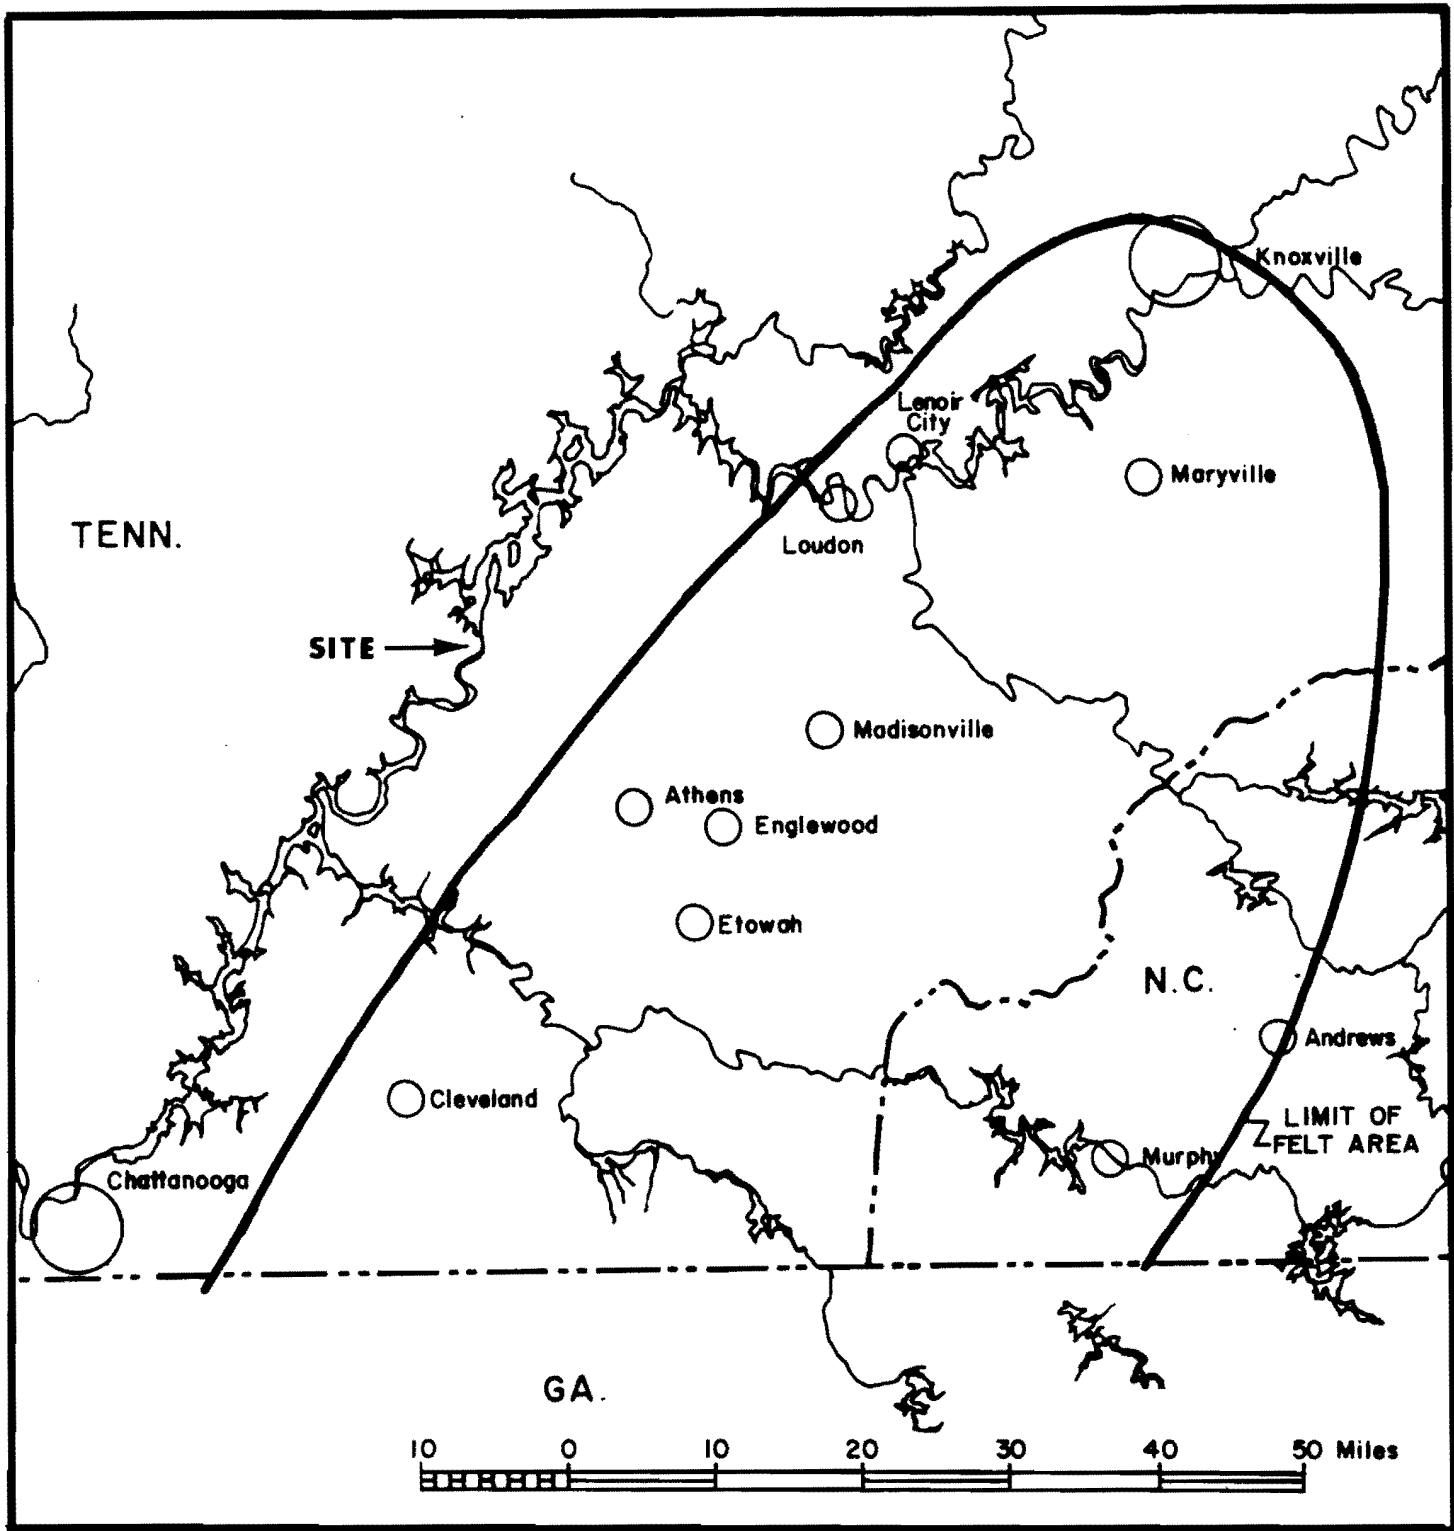 Knoxville
Lenoir
City
Maryville
TENN.
Loudon
SITE
Madisonville
Athens
Englewood
Etowah
N.C.
Andrews
Cleveland
LIMIT OF
FELT AREA
Murphy
Chattanooga
GA.
10 0 10 20 30 40 50 Miles